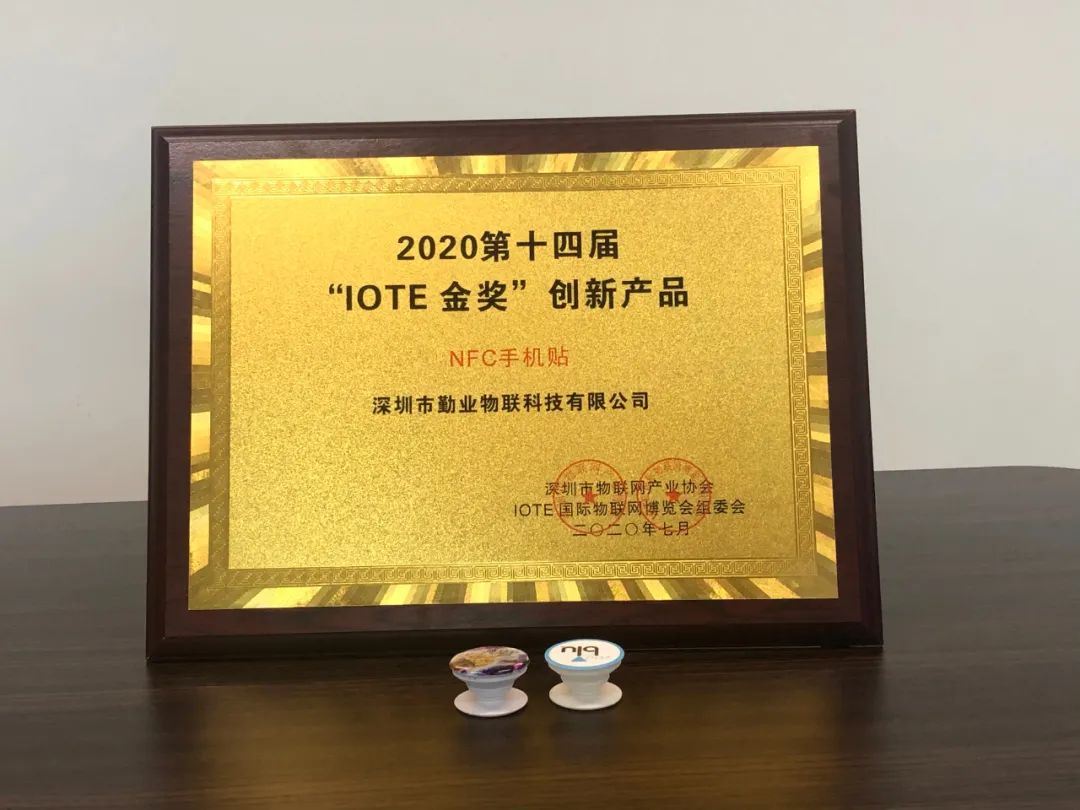 2020第十四届
“IOTE 金奖”创新产品
NFC手机贴
深圳市勤业物联科技有限公司
深圳市物联网产业协会
IOTE 国际物联网博览会组委会
二〇二〇年七月